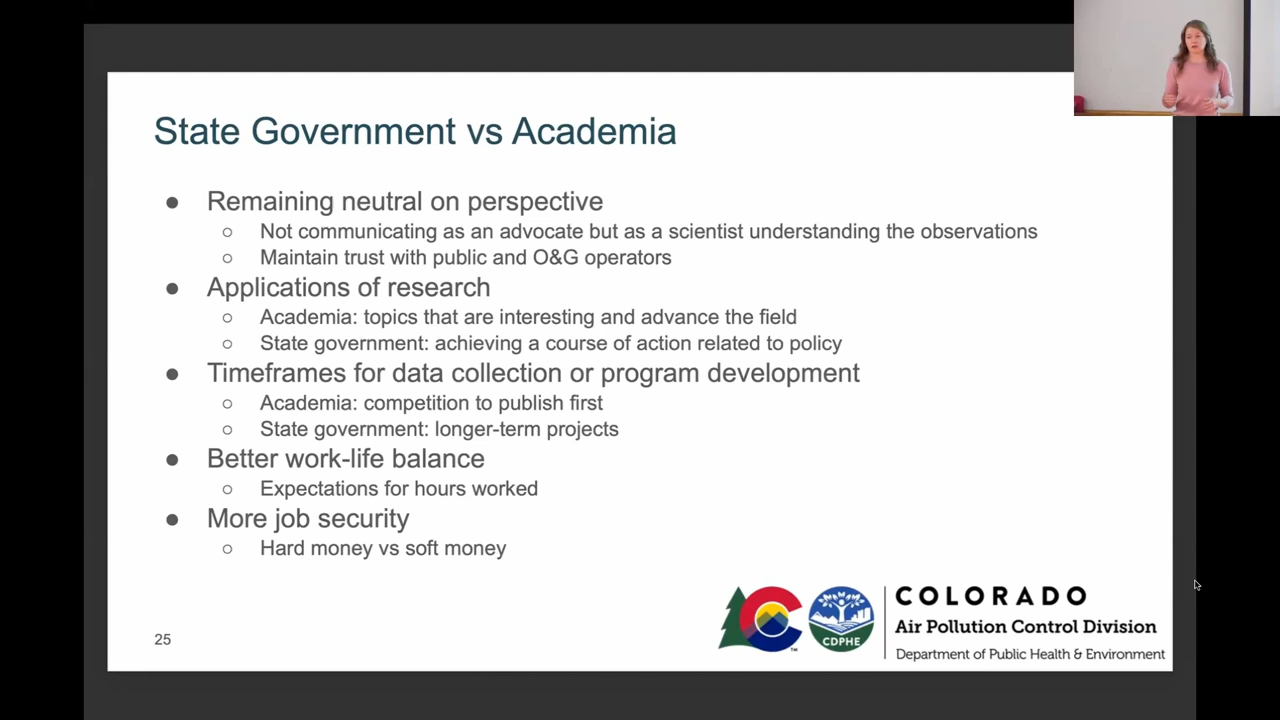 State Government vs Academia
● Remaining neutral on perspective
○ Not communicating as an advocate but as a scientist understanding the observations
○ Maintain trust with public and O&G operators
● Applications of research
○ Academia: topics that are interesting and advance the field
○ State government: achieving a course of action related to policy
● Timeframes for data collection or program development
○ Academia: competition to publish first
○ State government: longer-term projects
● Better work-life balance
○ Expectations for hours worked
● More job security
○ Hard money vs soft money
25
TM
CDPHE
COLORADO
Air Pollution Control Division
Department of Public Health & Environment